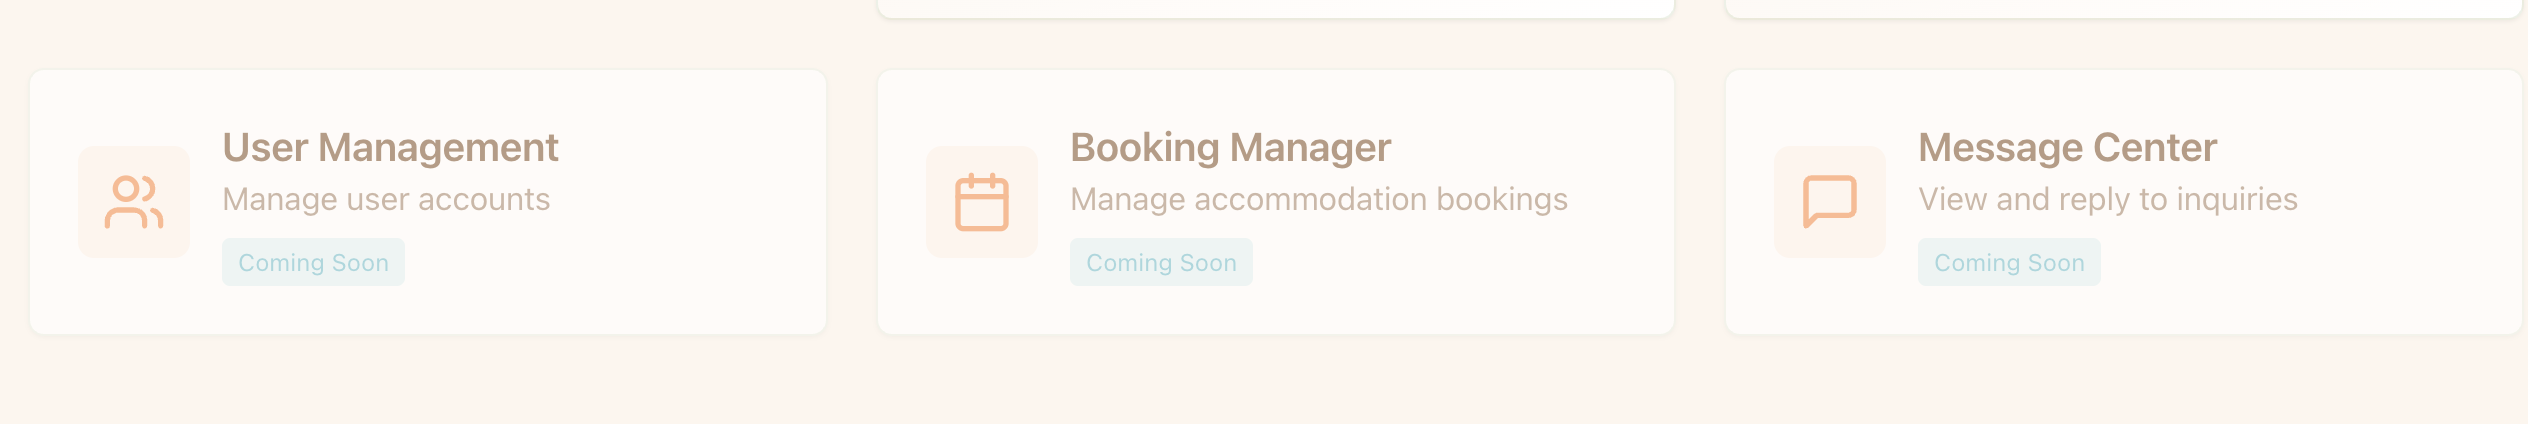 User Management
Manage user accounts
Coming Soon
Booking Manager
Manage accommodation bookings
Coming Soon
Message Center
View and reply to inquiries
Coming Soon